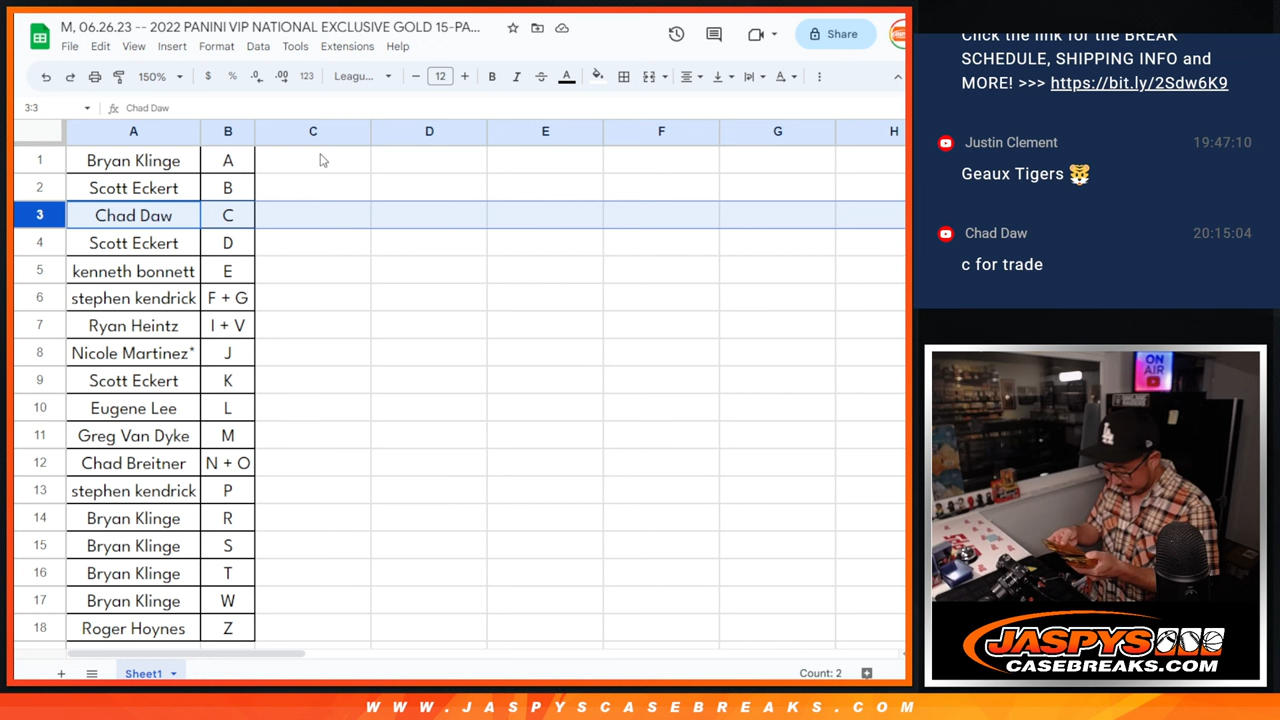 M, 06.26.23 -- 2022 PANINI VIP NATIONAL EXCLUSIVE GOLD 15-PA...
File Edit View Insert Format Data Tools Extensions Help
Share
150% $ % .0 .00 123 Leagu... − 12 + B I A
3:3 fx Chad Daw
A B C D E F G H
1 Bryan Klinge A
2 Scott Eckert B
3 Chad Daw C
4 Scott Eckert D
5 kenneth bonnett E
6 stephen kendrick F + G
7 Ryan Heintz I + V
8 Nicole Martinez* J
9 Scott Eckert K
10 Eugene Lee L
11 Greg Van Dyke M
12 Chad Breitner N + O
13 stephen kendrick P
14 Bryan Klinge R
15 Bryan Klinge S
16 Bryan Klinge T
17 Bryan Klinge W
18 Roger Hoynes Z
+ Sheet1 Count: 2
Click the link for the BREAK
SCHEDULE, SHIPPING INFO and
MORE! >>> https://bit.ly/2Sdw6K9
Justin Clement 19:47:10
Geaux Tigers 🐯
Chad Daw 20:15:04
c for trade
ON
AIR
LA
JASPYS
CASEBREAKS.COM
WWW.JASPYSCASEBREAKS.COM